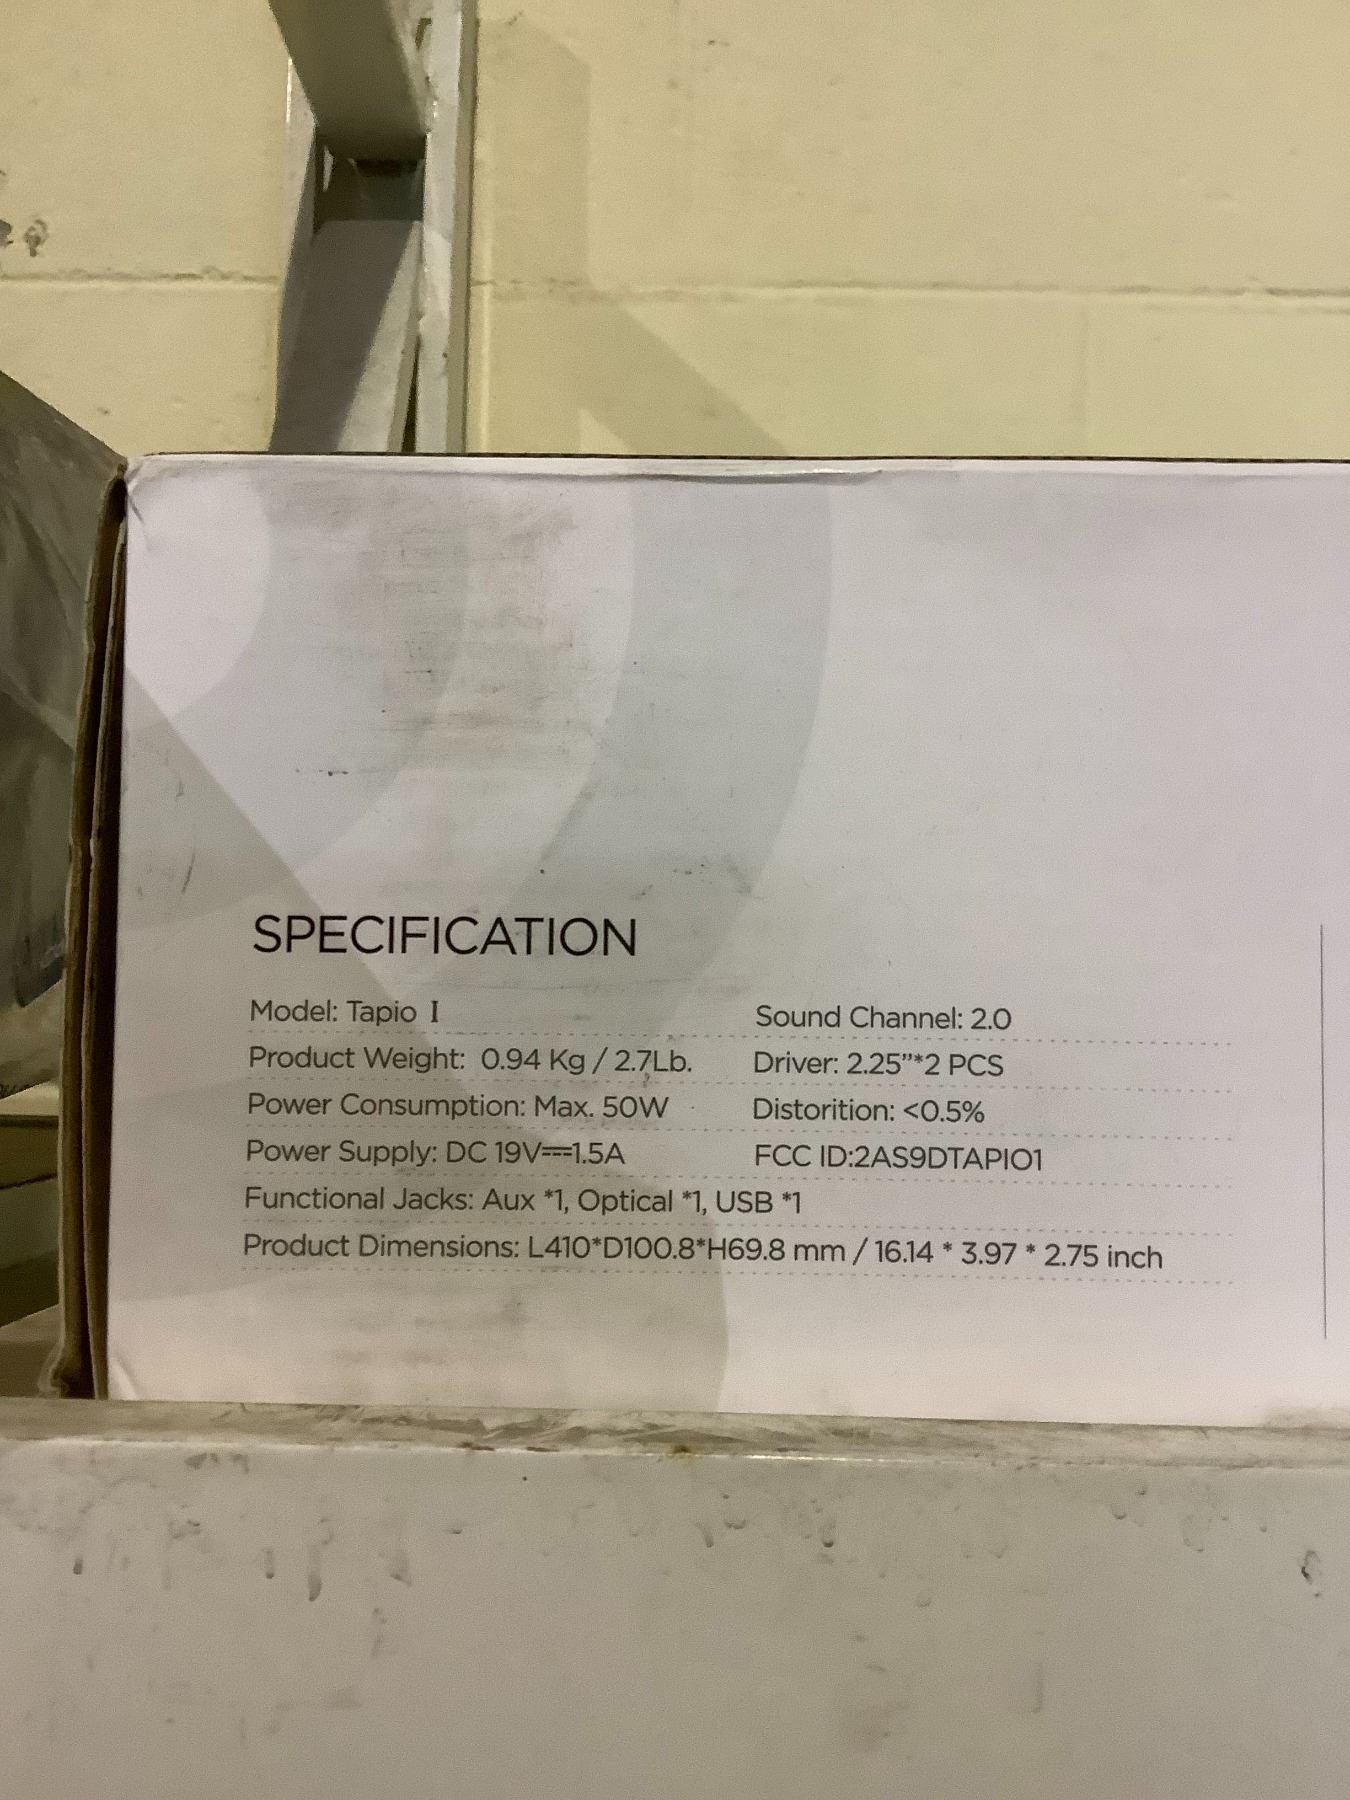 SPECIFICATION
Model: Tapio I
Sound Channel: 2.0
Product Weight: 0.94 Kg / 2.7Lb.
Driver: 2.25”*2 PCS
Power Consumption: Max. 50W
Distorition: <0.5%
Power Supply: DC 19V⎓1.5A
FCC ID:2AS9DTAPIO1
Functional Jacks: Aux *1, Optical *1, USB *1
Product Dimensions: L410*D100.8*H69.8 mm / 16.14 * 3.97 * 2.75 inch